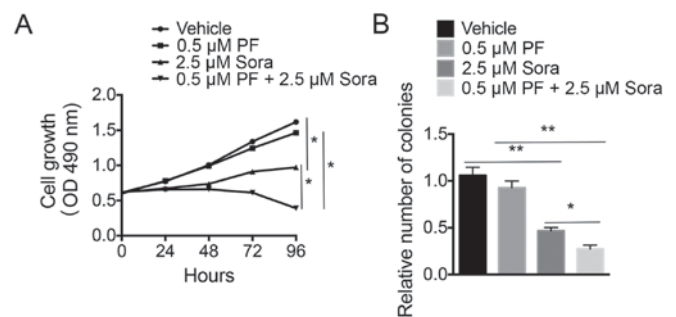 A
Vehicle
0.5 µM PF
2.5 µM Sora
0.5 µM PF + 2.5 µM Sora
Cell growth
(OD 490 nm)
2.0
1.5
1.0
0.5
0.0
0 24 48 72 96
Hours
*
*
*
B
Vehicle
0.5 µM PF
2.5 µM Sora
0.5 µM PF + 2.5 µM Sora
Relative number of colonies
1.5
1.0
0.5
0.0
**
**
*